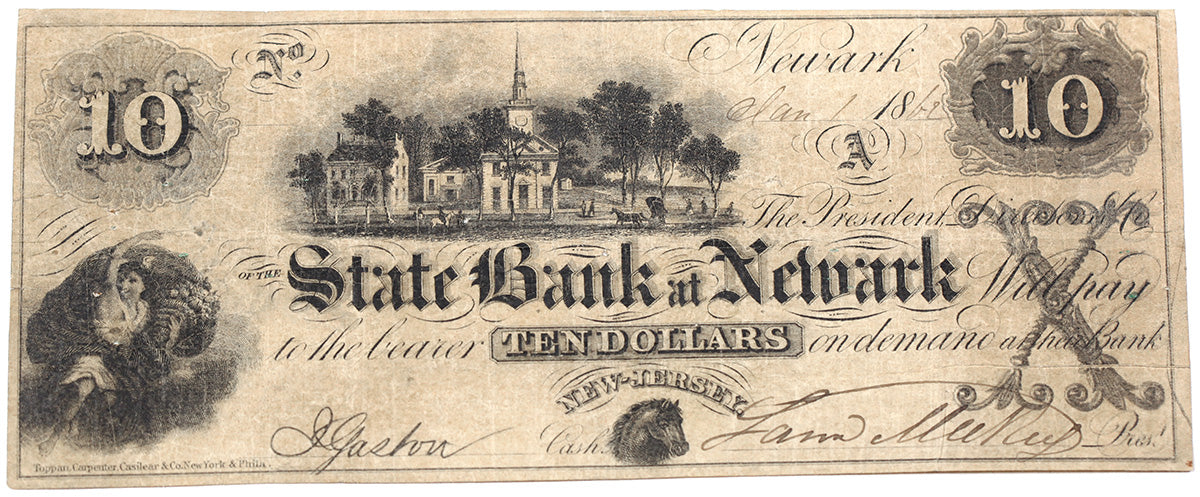 10
No.
Newark
10
Jan 1 18
A
The President, Directors &c.
OF THE State Bank at Newark Will pay
to the bearer TEN DOLLARS on demand at their Bank
NEW-JERSEY.
J Gaston Cash. Pres.t
Toppan, Carpenter, Casilear & Co. New York & Phila.
X